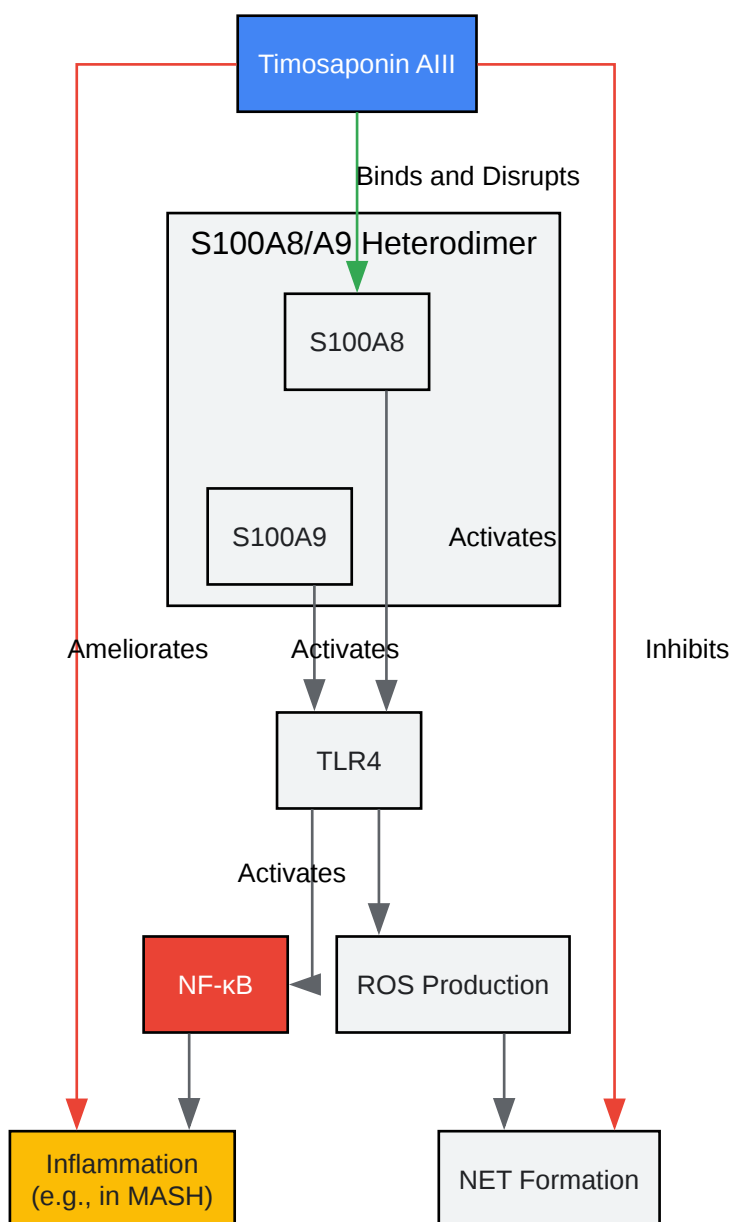 Timosaponin AIII
Binds and Disrupts
S100A8/A9 Heterodimer
S100A8
S100A9
Activates
Ameliorates
Activates
Inhibits
TLR4
Activates
NF-κB
ROS Production
Inflammation
(e.g., in MASH)
NET Formation